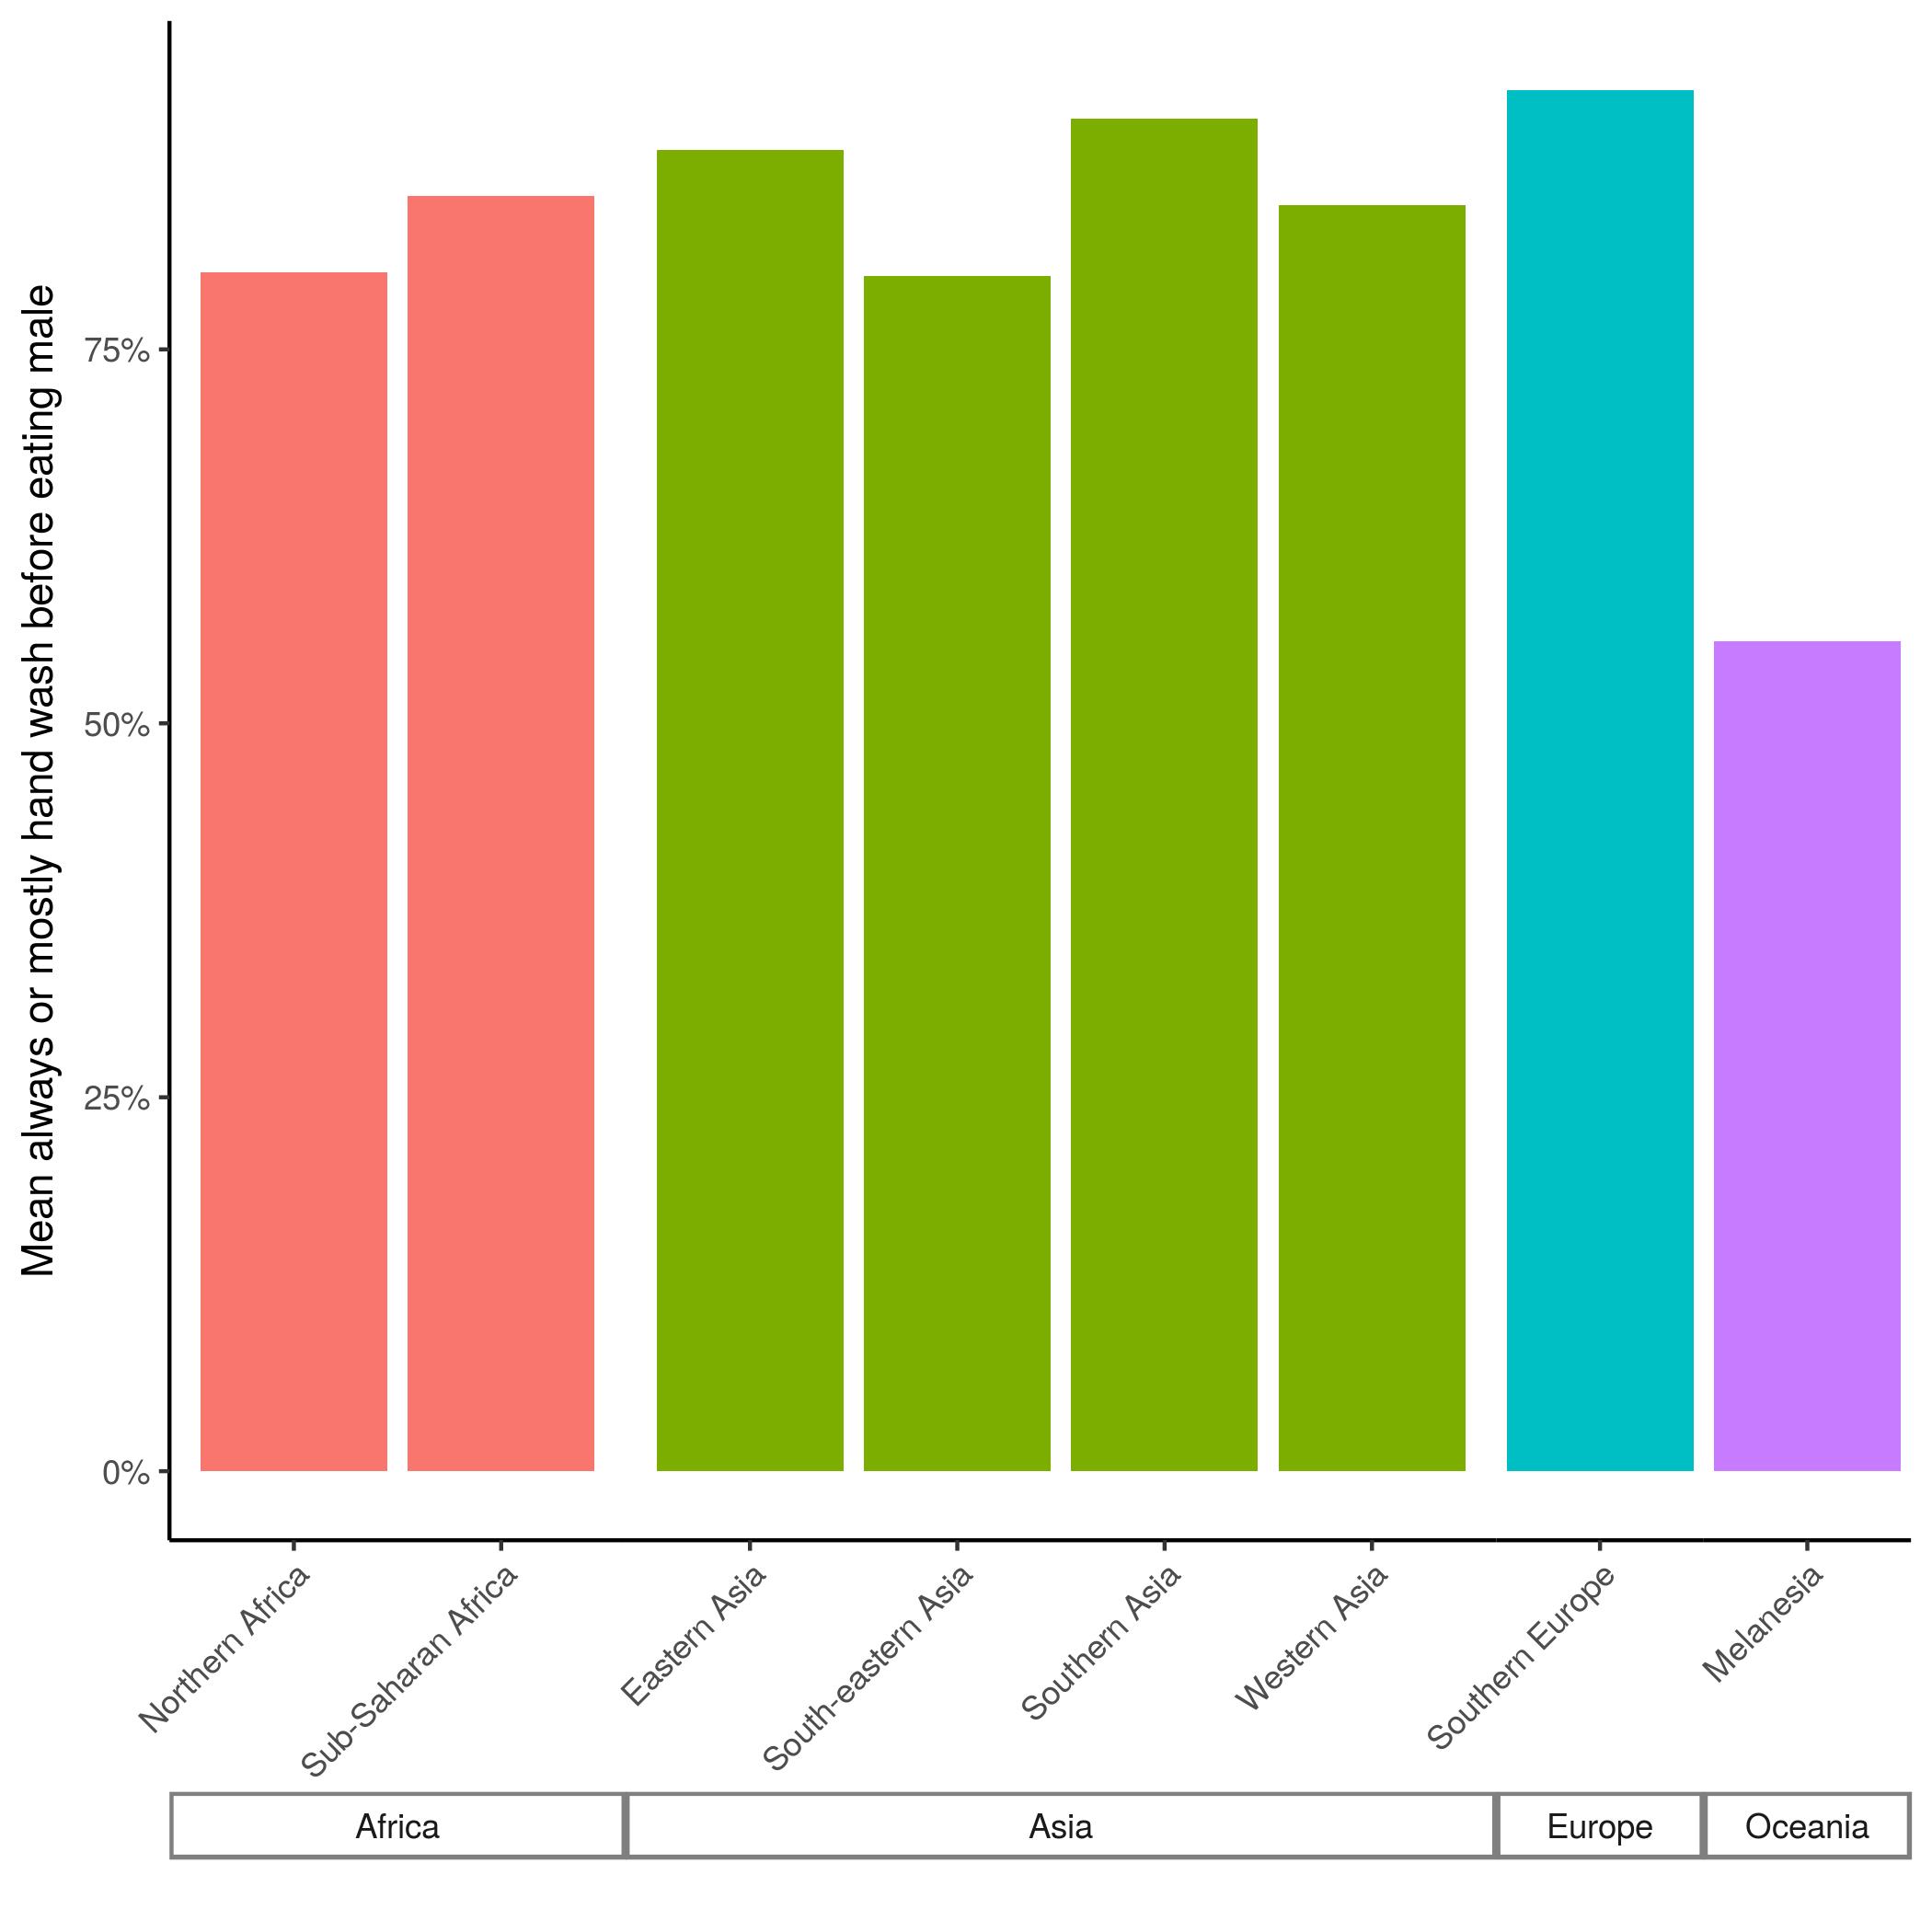 Mean always or mostly hand wash before eating male
75%
50%
25%
0%
Northern Africa
Sub-Saharan Africa
Eastern Asia
South-eastern Asia
Southern Asia
Western Asia
Southern Europe
Melanesia
Africa
Asia
Europe
Oceania